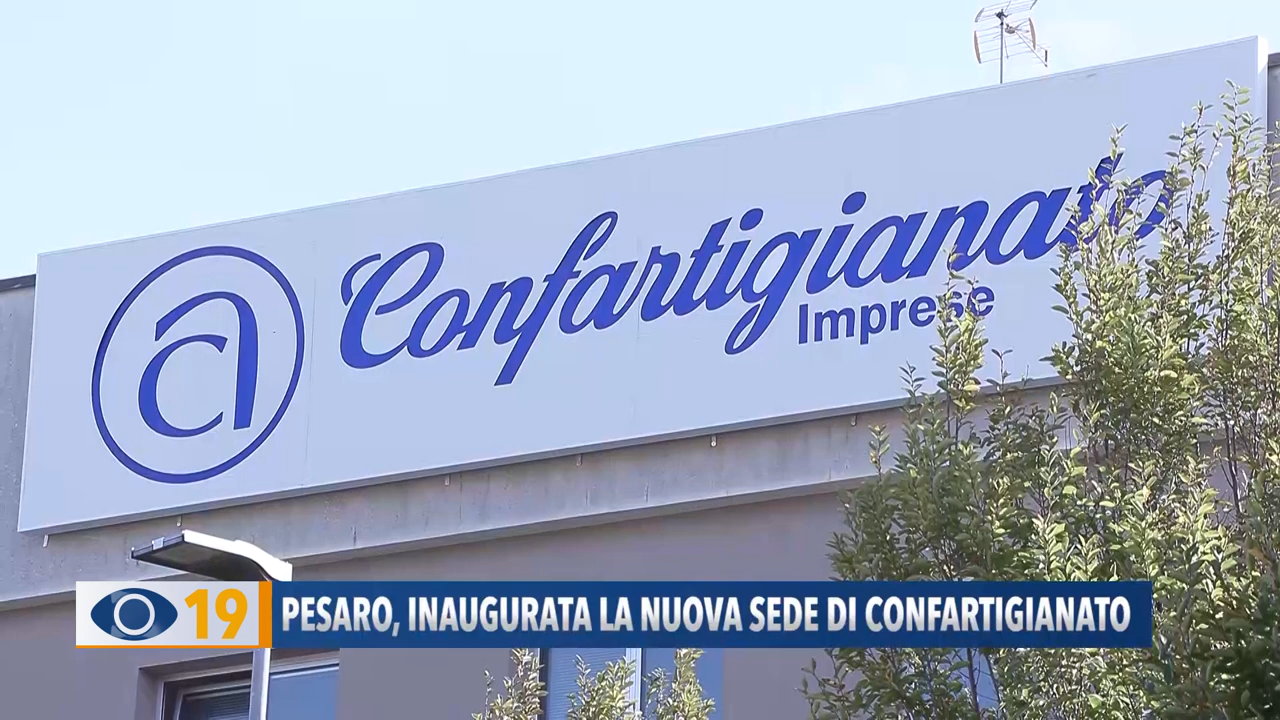 Confartigianato
Imprese
19 PESARO, INAUGURATA LA NUOVA SEDE DI CONFARTIGIANATO